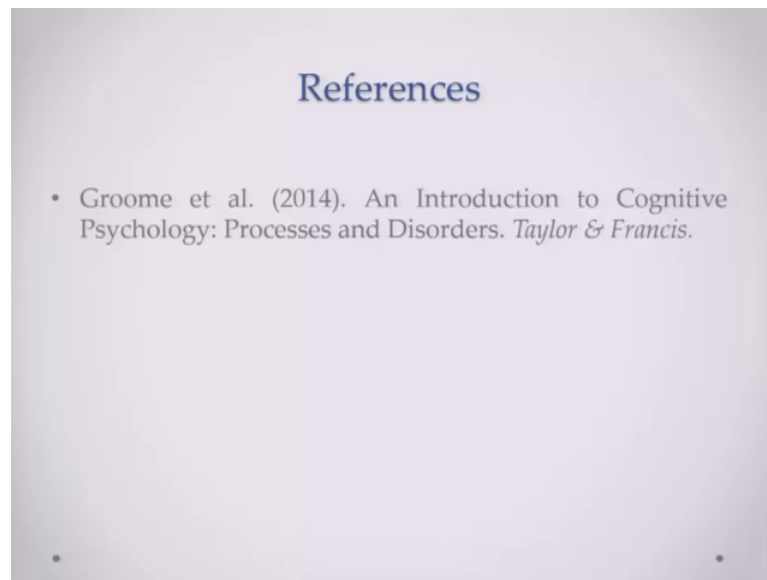 References
• Groome et al. (2014). An Introduction to Cognitive
Psychology: Processes and Disorders. Taylor & Francis.